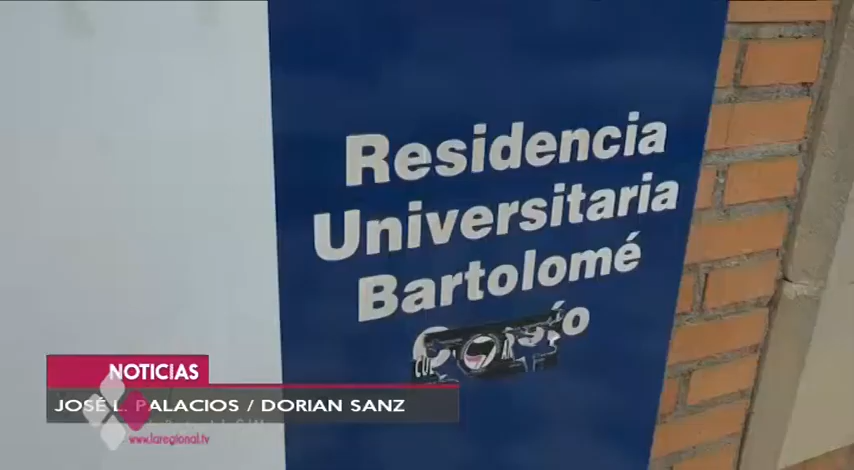 Residencia
Universitaria
Bartolomé
NOTICIAS
JOSÉ L. PALACIOS / DORIAN SANZ
www.laregional.tv